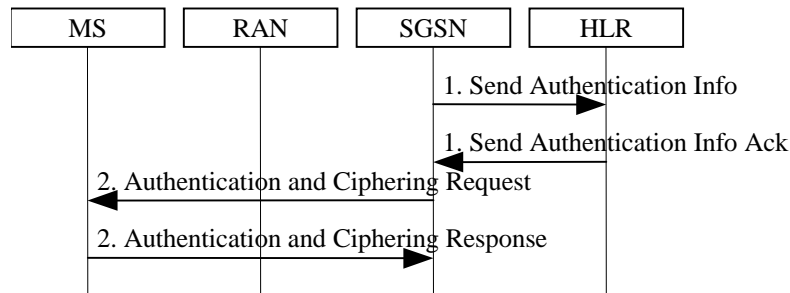 MS RAN SGSN HLR
1. Send Authentication Info
1. Send Authentication Info Ack
2. Authentication and Ciphering Request
2. Authentication and Ciphering Response